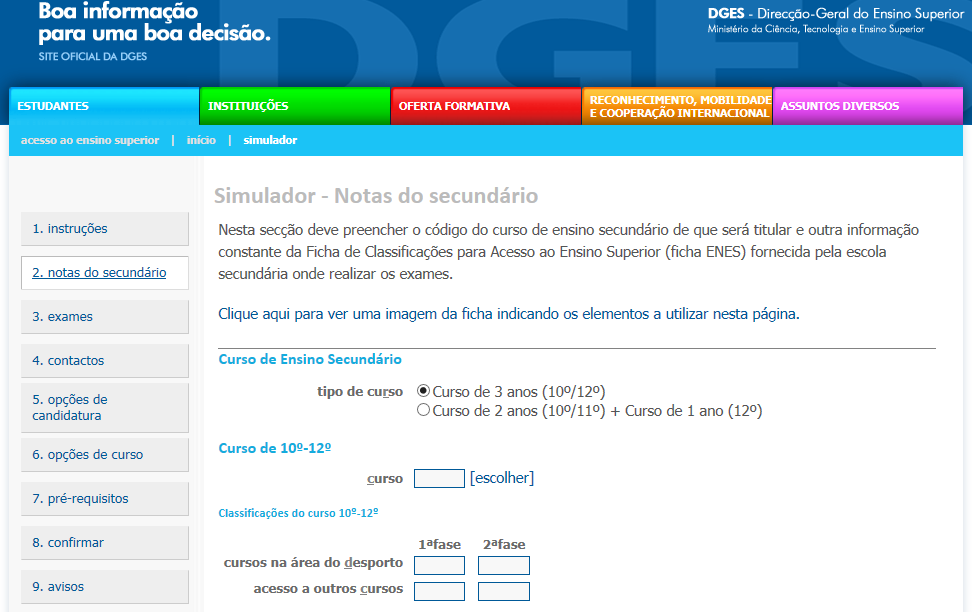 Boa informação
para uma boa decisão.
SITE OFICIAL DA DGES
DGES
DGES - Direcção-Geral do Ensino Superior
Ministério da Ciência, Tecnologia e Ensino Superior
ESTUDANTES
INSTITUIÇÕES
OFERTA FORMATIVA
RECONHECIMENTO, MOBILIDADE
E COOPERAÇÃO INTERNACIONAL
ASSUNTOS DIVERSOS
acesso ao ensino superior | início | simulador
1. instruções
2. notas do secundário
3. exames
4. contactos
5. opções de
candidatura
6. opções de curso
7. pré-requisitos
8. confirmar
9. avisos
Simulador - Notas do secundário
Nesta secção deve preencher o código do curso de ensino secundário de que será titular e outra informação
constante da Ficha de Classificações para Acesso ao Ensino Superior (ficha ENES) fornecida pela escola
secundária onde realizar os exames.
Clique aqui para ver uma imagem da ficha indicando os elementos a utilizar nesta página.
Curso de Ensino Secundário
tipo de curso Curso de 3 anos (10º/12º)
Curso de 2 anos (10º/11º) + Curso de 1 ano (12º)
Curso de 10º-12º
curso [escolher]
Classificações do curso 10º-12º
1ªfase 2ªfase
cursos na área do desporto
acesso a outros cursos